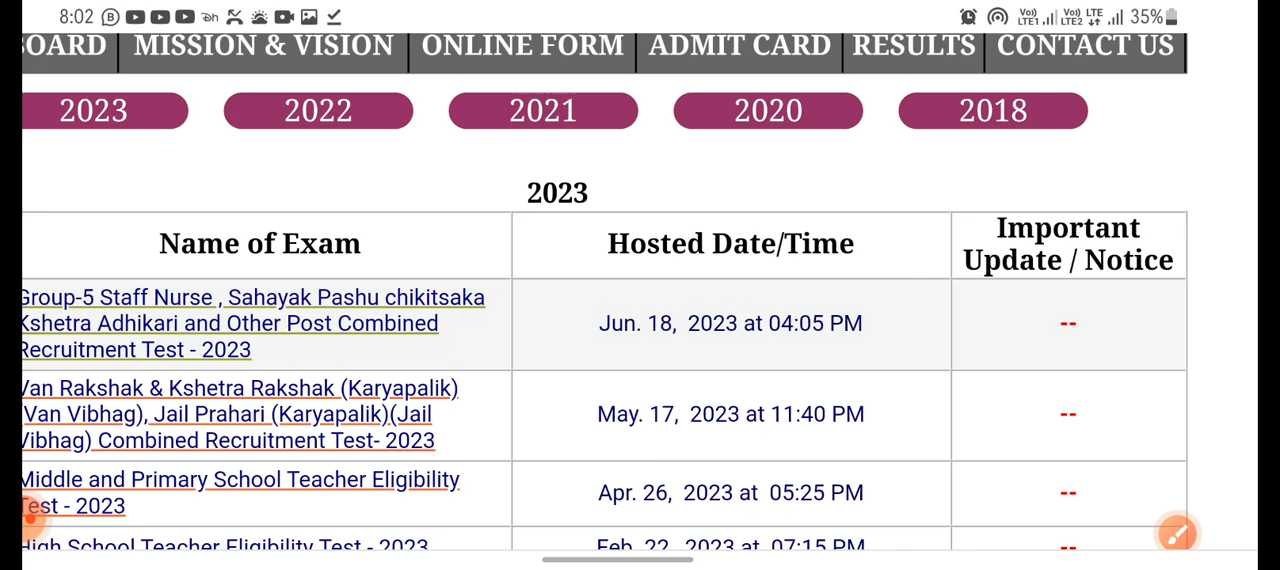 8:02 35%
OARD MISSION & VISION ONLINE FORM ADMIT CARD RESULTS CONTACT US
2023 2022 2021 2020 2018
2023
Name of Exam Hosted Date/Time Important Update / Notice
Group-5 Staff Nurse , Sahayak Pashu chikitsaka
Kshetra Adhikari and Other Post Combined
Recruitment Test - 2023
Jun. 18, 2023 at 04:05 PM --
Van Rakshak & Kshetra Rakshak (Karyapalik)
(Van Vibhag), Jail Prahari (Karyapalik)(Jail
Vibhag) Combined Recruitment Test- 2023
May. 17, 2023 at 11:40 PM --
Middle and Primary School Teacher Eligibility
Test - 2023
Apr. 26, 2023 at 05:25 PM --
High School Teacher Eligibility Test - 2023 Feb. 22, 2023 at 07:15 PM --